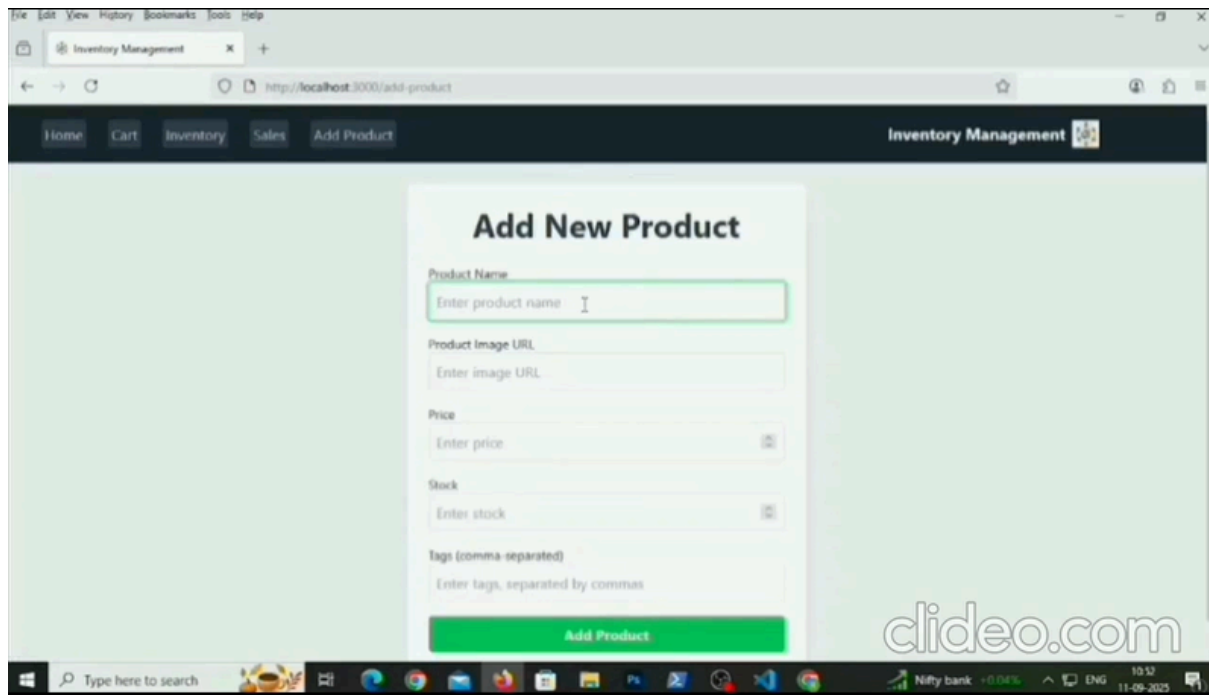 File Edit View History Bookmarks Tools Help
Inventory Management
http://localhost:3000/add-product
Home Cart Inventory Sales Add Product Inventory Management
Add New Product
Product Name
Enter product name
Product Image URL
Enter image URL
Price
Enter price
Stock
Enter stock
Tags (comma-separated)
Enter tags, separated by commas
Add Product
clideo.com
Type here to search Ps Nifty bank +0.04% ENG 10:52
11-09-2025